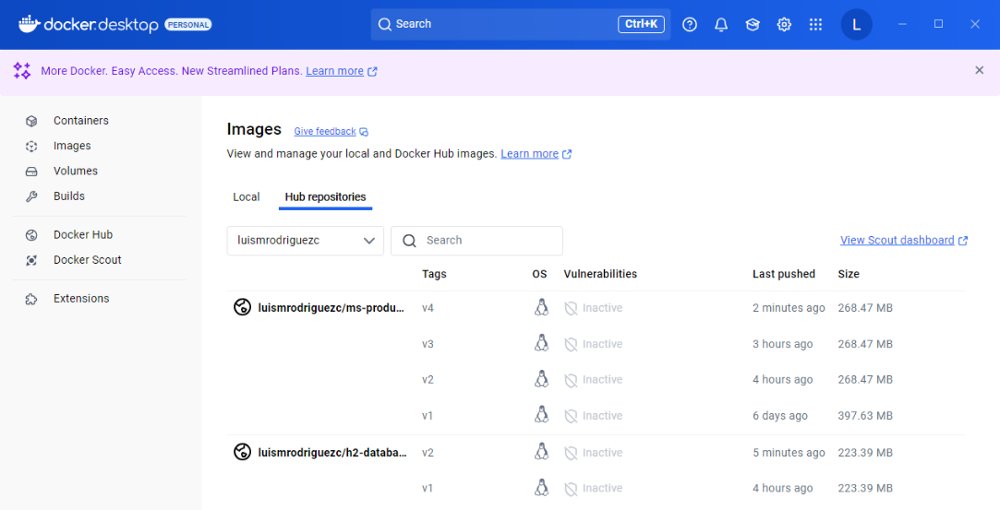 docker.desktop PERSONAL Search Ctrl+K L
More Docker. Easy Access. New Streamlined Plans. Learn more
Containers
Images
Volumes
Builds
Docker Hub
Docker Scout
Extensions
Images Give feedback
View and manage your local and Docker Hub images. Learn more
Local Hub repositories
luismrodriguezc Search View Scout dashboard
Tags OS Vulnerabilities Last pushed Size
luismrodriguezc/ms-produ... v4 Inactive 2 minutes ago 268.47 MB
v3 Inactive 3 hours ago 268.47 MB
v2 Inactive 4 hours ago 268.47 MB
v1 Inactive 6 days ago 397.63 MB
luismrodriguezc/h2-databa... v2 Inactive 5 minutes ago 223.39 MB
v1 Inactive 4 hours ago 223.39 MB